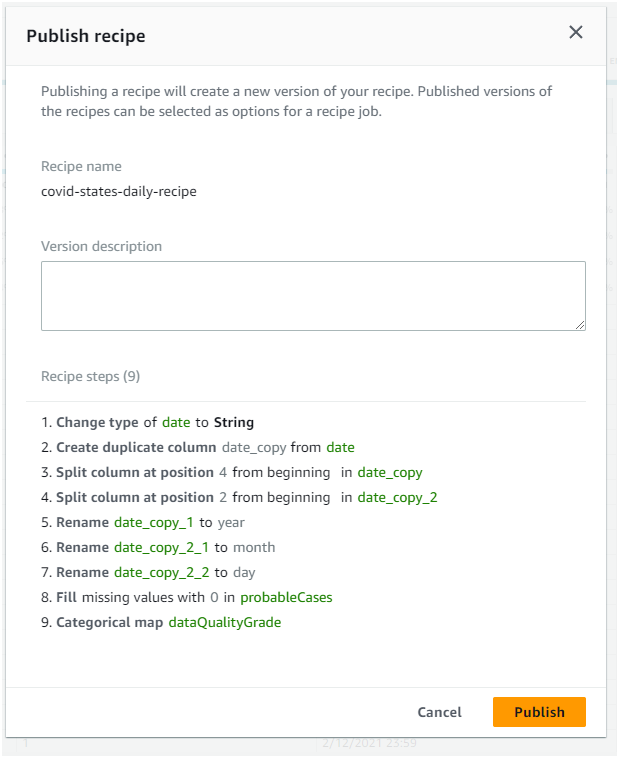 Publish recipe
Publishing a recipe will create a new version of your recipe. Published versions of
the recipes can be selected as options for a recipe job.
Recipe name
covid-states-daily-recipe
Version description
Recipe steps (9)
1. Change type of date to String
2. Create duplicate column date_copy from date
3. Split column at position 4 from beginning in date_copy
4. Split column at position 2 from beginning in date_copy_2
5. Rename date_copy_1 to year
6. Rename date_copy_2_1 to month
7. Rename date_copy_2_2 to day
8. Fill missing values with 0 in probableCases
9. Categorical map dataQualityGrade
Cancel
Publish
1 2/12/2021 23:59